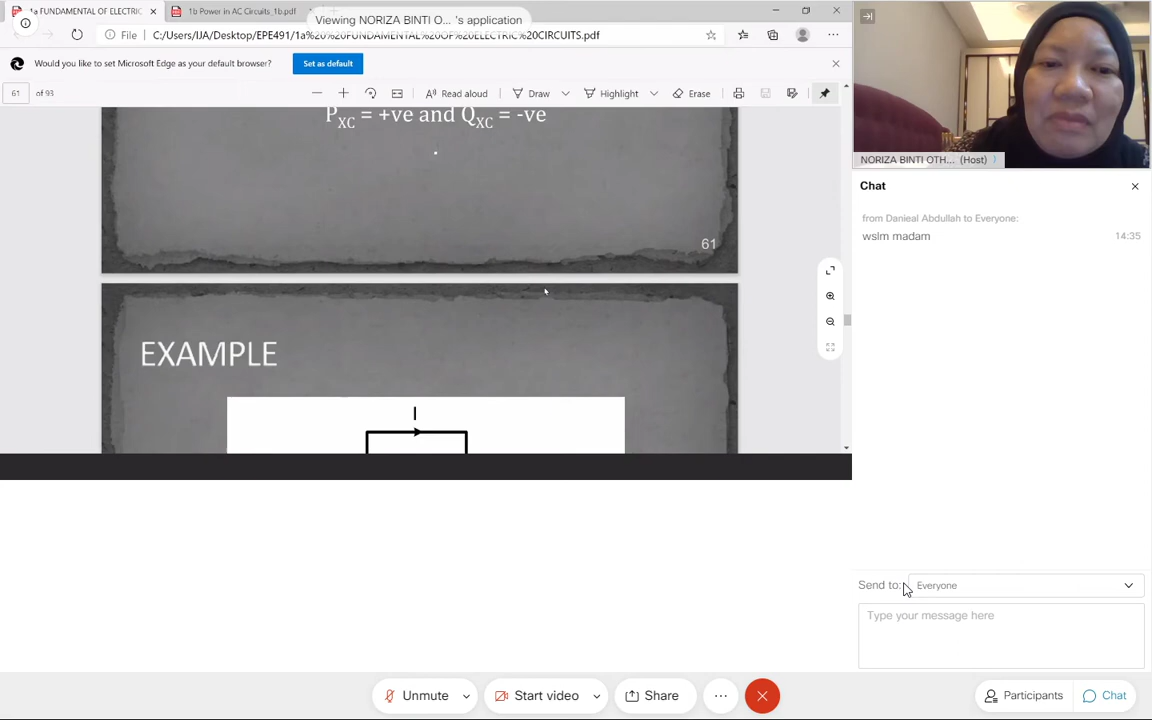 1a FUNDAMENTAL OF ELECTRIC
1b Power in AC Circuits_1b.pdf
Viewing NORIZA BINTI O... 's application
File
C:/Users/IJA/Desktop/EPE491/1a%20%20FUNDAMENTAL%20OF%20ELECTRIC%20CIRCUITS.pdf
Would you like to set Microsoft Edge as your default browser?
Set as default
61 of 93
Read aloud
Draw
Highlight
Erase
P_XC = +ve and Q_XC = -ve
61
EXAMPLE
I
NORIZA BINTI OTH... (Host)
Chat
from Danieal Abdullah to Everyone:
wslm madam 14:35
Send to: Everyone
Type your message here
Unmute
Start video
Share
Participants
Chat